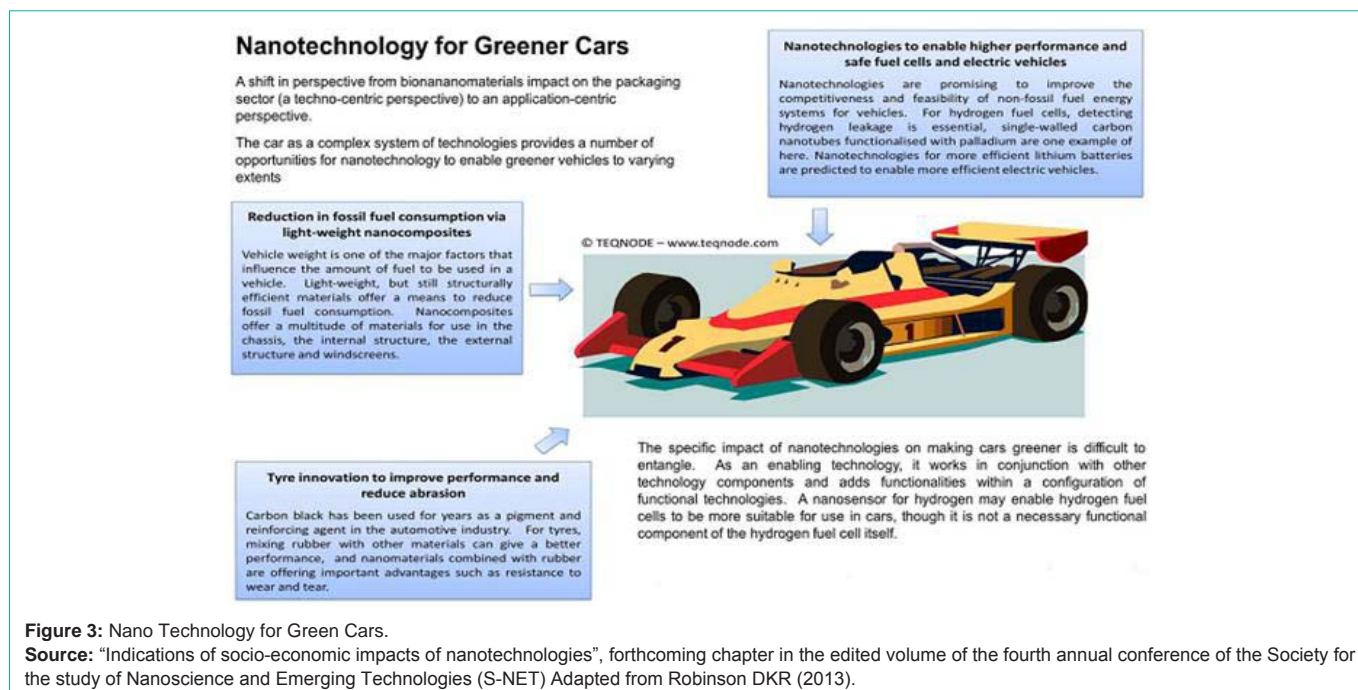 Nanotechnology for Greener Cars
A shift in perspective from bionananomaterials impact on the packaging
sector (a techno-centric perspective) to an application-centric
perspective.
The car as a complex system of technologies provides a number of
opportunities for nanotechnology to enable greener vehicles to varying
extents
Nanotechnologies to enable higher performance and
safe fuel cells and electric vehicles
Nanotechnologies are promising to improve the
competitiveness and feasibility of non-fossil fuel energy
systems for vehicles. For hydrogen fuel cells, detecting
hydrogen leakage is essential, single-walled carbon
nanotubes functionalised with palladium are one example of
here. Nanotechnologies for more efficient lithium batteries
are predicted to enable more efficient electric vehicles.
Reduction in fossil fuel consumption via
light-weight nanocomposites
Vehicle weight is one of the major factors that
influence the amount of fuel to be used in a
vehicle. Light-weight, but still structurally
efficient materials offer a means to reduce
fossil fuel consumption. Nanocomposites
offer a multitude of materials for use in the
chassis, the internal structure, the external
structure and windscreens.
© TEQNODE – www.teqnode.com
1
1
Tyre innovation to improve performance and
reduce abrasion
Carbon black has been used for years as a pigment and
reinforcing agent in the automotive industry. For tyres,
mixing rubber with other materials can give a better
performance, and nanomaterials combined with rubber
are offering important advantages such as resistance to
wear and tear.
The specific impact of nanotechnologies on making cars greener is difficult to
entangle. As an enabling technology, it works in conjunction with other
technology components and adds functionalities within a configuration of
functional technologies. A nanosensor for hydrogen may enable hydrogen fuel
cells to be more suitable for use in cars, though it is not a necessary functional
component of the hydrogen fuel cell itself.
Figure 3: Nano Technology for Green Cars.
Source: “Indications of socio-economic impacts of nanotechnologies”, forthcoming chapter in the edited volume of the fourth annual conference of the Society for
the study of Nanoscience and Emerging Technologies (S-NET) Adapted from Robinson DKR (2013).